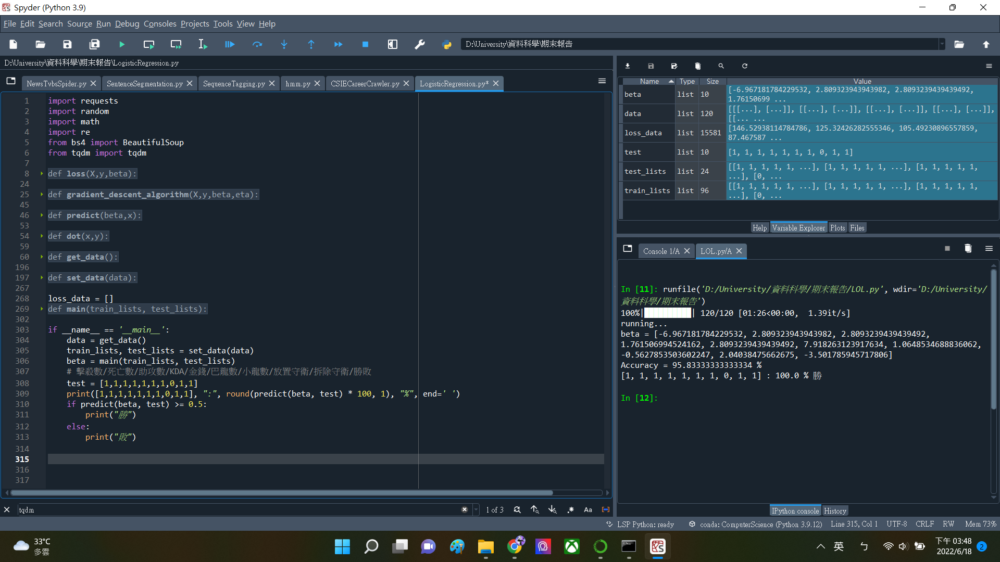 Spyder (Python 3.9)
File Edit Search Source Run Debug Consoles Projects Tools View Help
D:\University\資料科學\期末報告
D:\University\資料科學\期末報告\LogisticRegression.py
NewsTvbsSpider.py SentenceSegmentation.py SequenceTagging.py hmm.py CSIECareerCrawler.py LogisticRegression.py*
1 import requests
2 import random
3 import math
4 import re
5 from bs4 import BeautifulSoup
6 from tqdm import tqdm
7
8 def loss(X,y,beta):
24
25 def gradient_descent_algorithm(X,y,beta,eta):
45
46 def predict(beta,x):
53
54 def dot(x,y):
59
60 def get_data():
196
197 def set_data(data):
267
268 loss_data = []
269 def main(train_lists, test_lists):
302
303 if __name__ == '__main__':
304 data = get_data()
305 train_lists, test_lists = set_data(data)
306 beta = main(train_lists, test_lists)
307 # 擊殺數/死亡數/助攻數/KDA/金錢/巴龍數/小龍數/放置守衛/拆除守衛/勝敗
308 test = [1,1,1,1,1,1,1,0,1,1]
309 print([1,1,1,1,1,1,1,0,1,1], ":", round(predict(beta, test) * 100, 1), "%", end=' ')
310 if predict(beta, test) >= 0.5:
311 print("勝")
312 else:
313 print("敗")
314
315
316
317
tqdm 1 of 3 Aa
Name Type Size Value
beta list 10 [-6.967181784229532, 2.809323943943982, 2.8093239439439492,
1.76150699 ...
data list 120 [[[...], [...]], [[...], [...]], [[...], [...]], [[...], [...]],
[[... ...
loss_data list 15581 [146.52938114784786, 125.32426282555346, 105.49230896557859,
87.467587 ...
test list 10 [1, 1, 1, 1, 1, 1, 1, 0, 1, 1]
test_lists list 24 [[1, 1, 1, 1, 1, ...], [1, 1, 1, 1, 1, ...], [1, 1, 1, 1, 1,
...], [0, ...
train_lists list 96 [[1, 1, 1, 1, 1, ...], [1, 1, 1, 1, 1, ...], [1, 1, 1, 1, 1,
...], [0, ...
Help Variable Explorer Plots Files
Console 1/A LOL.py/A
In [11]: runfile('D:/University/資料科學/期末報告/LOL.py', wdir='D:/University/
資料科學/期末報告')
100%|██████████| 120/120 [01:26<00:00, 1.39it/s]
running...
beta = [-6.967181784229532, 2.809323943943982, 2.8093239439439492,
1.761506994524162, 2.8093239439439492, 7.918263123917634, 1.0648534688836062,
-0.5627853503602247, 2.04038475662675, -3.501785945717806]
Accuracy = 95.83333333333334 %
[1, 1, 1, 1, 1, 1, 1, 0, 1, 1] : 100.0 % 勝
In [12]:
IPython console History
LSP Python: ready conda: ComputerScience (Python 3.9.12) Line 315, Col 1 UTF-8 CRLF RW Mem 73%
33°C
多雲
英 ㄅ
下午 03:48
2022/6/18
2